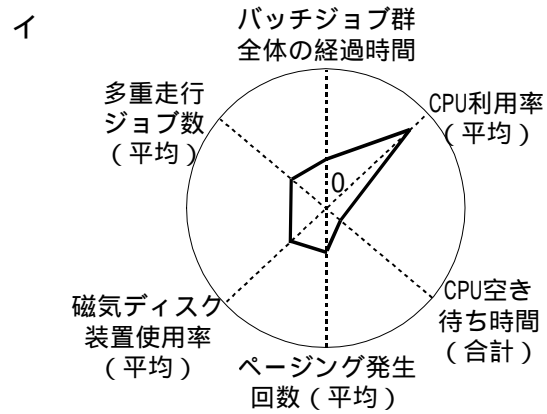 イ
バッチジョブ群
全体の経過時間
多重走行
ジョブ数
(平均)
CPU利用率
(平均)
0
磁気ディスク
装置使用率
(平均)
CPU空き
待ち時間
(合計)
ページング発生
回数(平均)